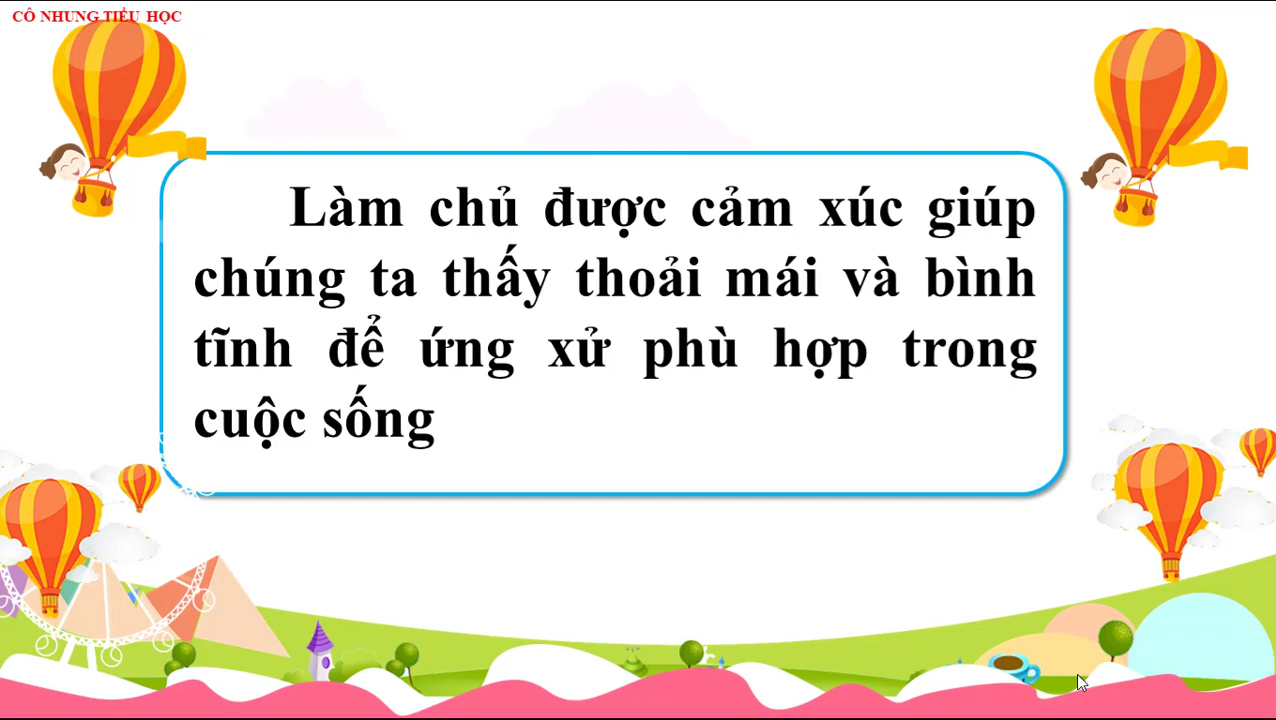 CÔ NHUNG TIỂU HỌC
Làm chủ được cảm xúc giúp
chúng ta thấy thoải mái và bình
tĩnh để ứng xử phù hợp trong
cuộc sống